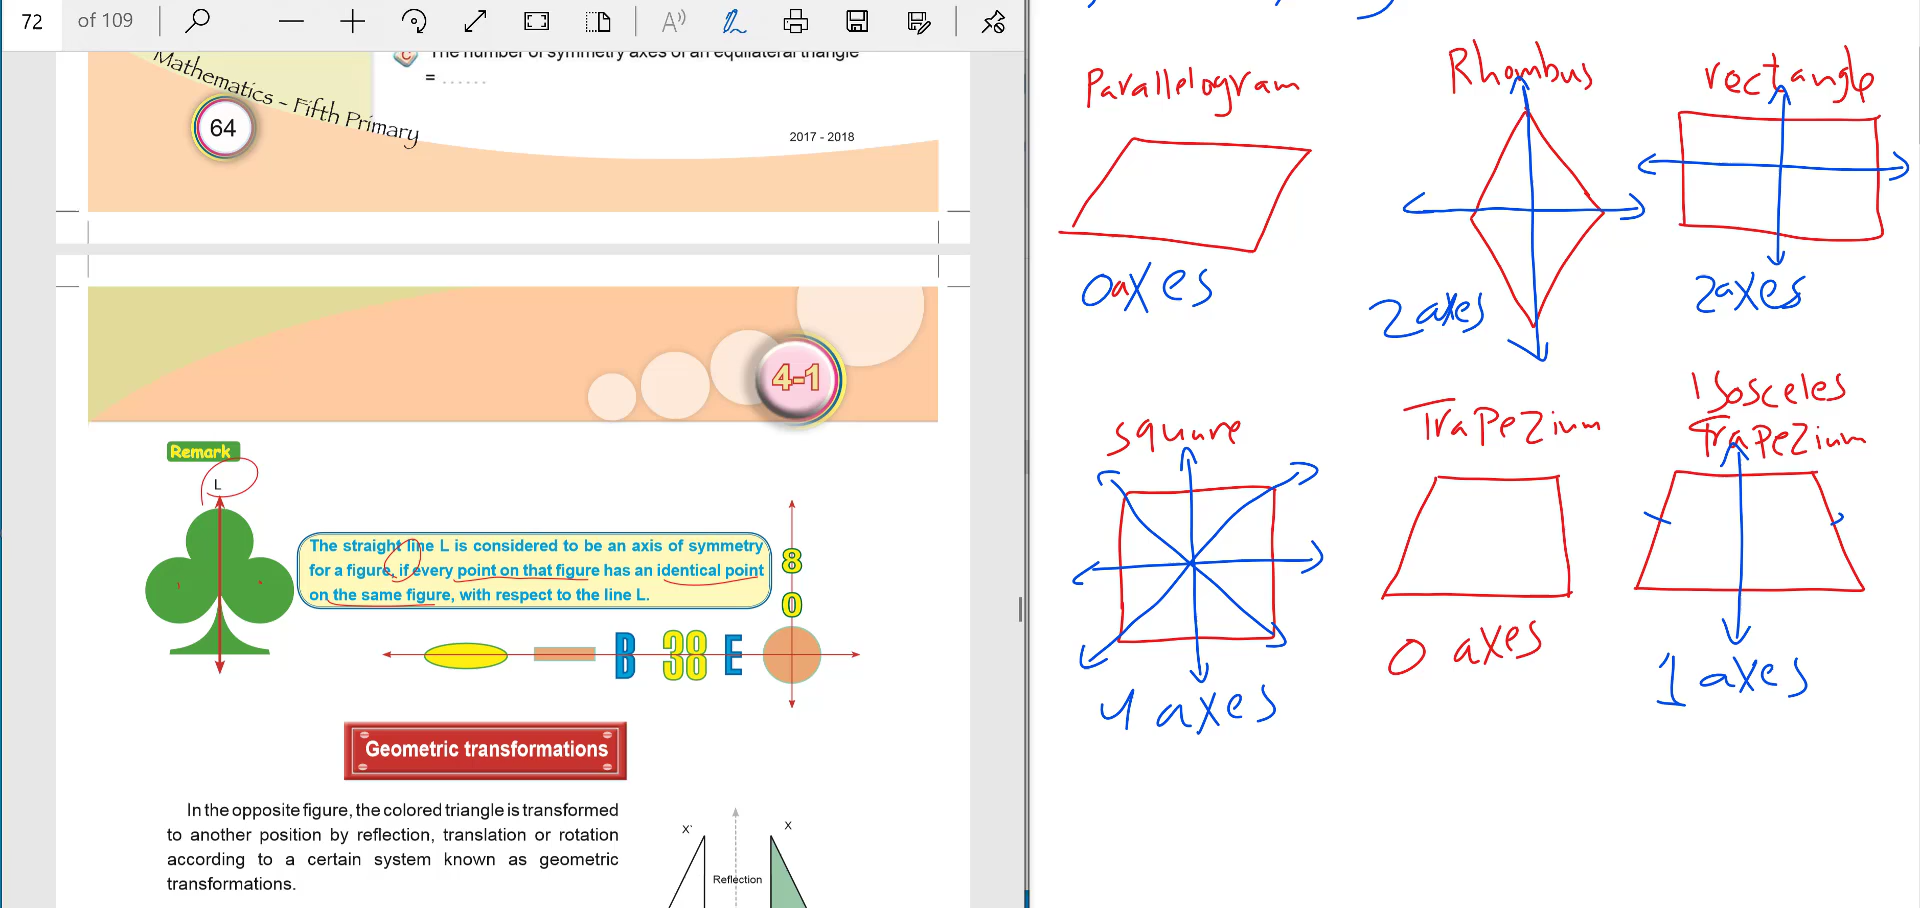 72 of 109
The number of symmetry axes of an equilateral triangle
= ......
Mathematics - Fifth Primary
64
2017 - 2018
4-1
Remark
L
The straight line L is considered to be an axis of symmetry
for a figure, if every point on that figure has an identical point
on the same figure, with respect to the line L.
8
0
B 38 E
Geometric transformations
In the opposite figure, the colored triangle is transformed
to another position by reflection, translation or rotation
according to a certain system known as geometric
transformations.
X` X
Reflection
Parallelogram
0axes
Rhombus
2 axes
rectangle
2axes
square
4 axes
Trapezium
0 axes
Isosceles
Trapezium
1 axes